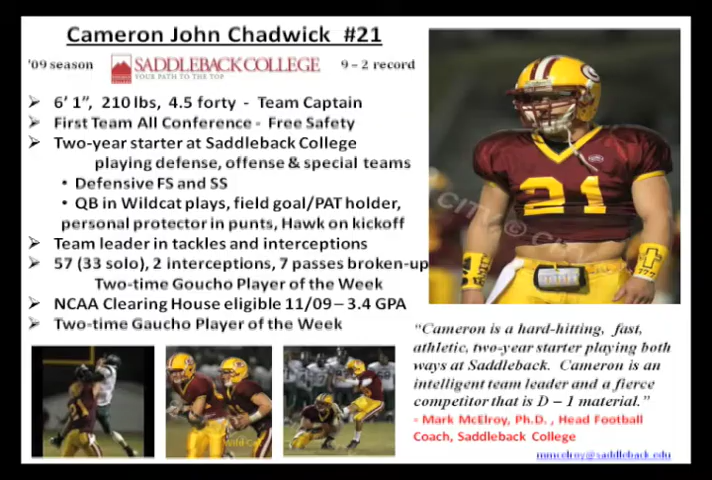 Cameron John Chadwick #21
'09 season
SADDLEBACK COLLEGE
YOUR PATH TO THE TOP
9 – 2 record
➢ 6' 1", 210 lbs, 4.5 forty - Team Captain
➢ First Team All Conference - Free Safety
➢ Two-year starter at Saddleback College
playing defense, offense & special teams
• Defensive FS and SS
• QB in Wildcat plays, field goal/PAT holder,
personal protector in punts, Hawk on kickoff
➢ Team leader in tackles and interceptions
➢ 57 (33 solo), 2 interceptions, 7 passes broken-up
Two-time Goucho Player of the Week
➢ NCAA Clearing House eligible 11/09 – 3.4 GPA
➢ Two-time Gaucho Player of the Week
21
CITV ©
"Cameron is a hard-hitting, fast,
athletic, two-year starter playing both
ways at Saddleback. Cameron is an
intelligent team leader and a fierce
competitor that is D – 1 material."
- Mark McElroy, Ph.D. , Head Football
Coach, Saddleback College
mmcelroy@saddleback.edu
21
Wild Cat